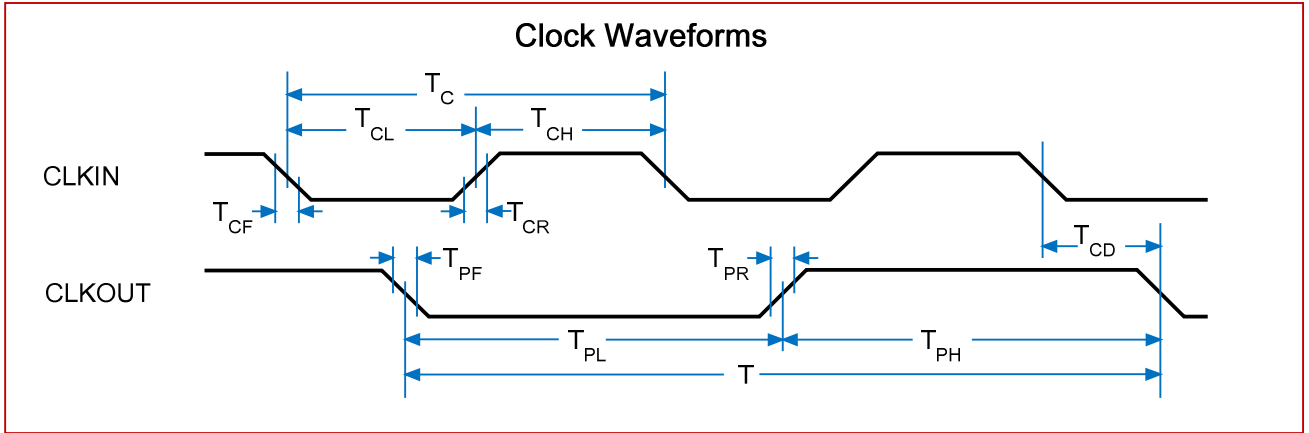 Clock Waveforms
T_C
T_CL
T_CH
CLKIN
T_CF
T_CR
T_CD
T_PF
T_PR
CLKOUT
T_PL
T_PH
T